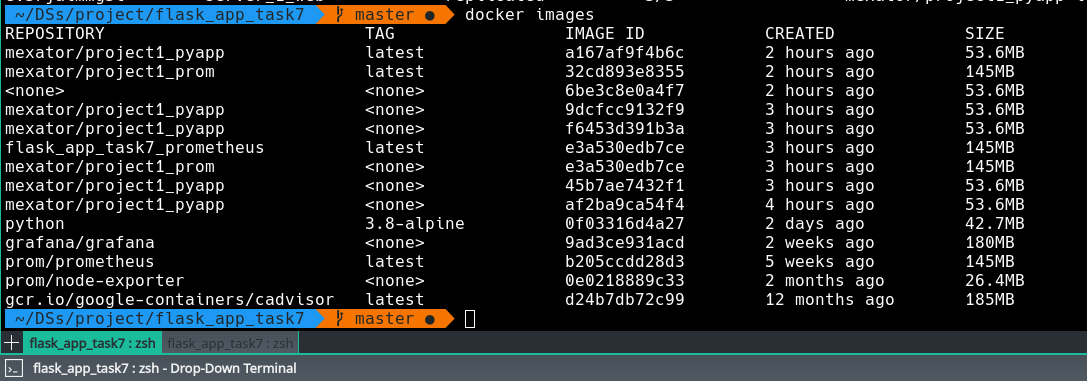 ~/DSs/project/flask_app_task7 master ● docker images
REPOSITORY TAG IMAGE ID CREATED SIZE
mexator/project1_pyapp latest a167af9f4b6c 2 hours ago 53.6MB
mexator/project1_prom latest 32cd893e8355 2 hours ago 145MB
<none> <none> 6be3c8e0a4f7 2 hours ago 53.6MB
mexator/project1_pyapp <none> 9dcfcc9132f9 3 hours ago 53.6MB
mexator/project1_pyapp <none> f6453d391b3a 3 hours ago 53.6MB
flask_app_task7_prometheus latest e3a530edb7ce 3 hours ago 145MB
mexator/project1_prom <none> e3a530edb7ce 3 hours ago 145MB
mexator/project1_pyapp <none> 45b7ae7432f1 3 hours ago 53.6MB
mexator/project1_pyapp <none> af2ba9ca54f4 4 hours ago 53.6MB
python 3.8-alpine 0f03316d4a27 2 days ago 42.7MB
grafana/grafana <none> 9ad3ce931acd 2 weeks ago 180MB
prom/prometheus latest b205ccdd28d3 5 weeks ago 145MB
prom/node-exporter <none> 0e0218889c33 2 months ago 26.4MB
gcr.io/google-containers/cadvisor latest d24b7db72c99 12 months ago 185MB
~/DSs/project/flask_app_task7 master ●
flask_app_task7 : zsh flask_app_task7 : zsh
flask_app_task7 : zsh - Drop-Down Terminal